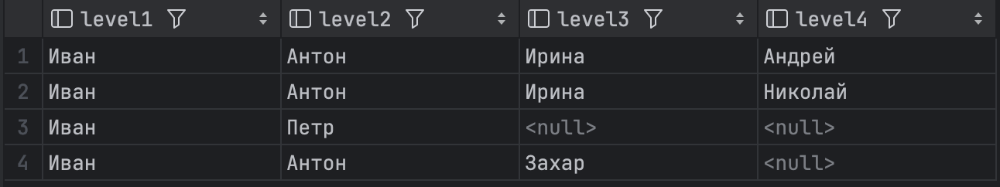 level1 level2 level3 level4
1 Иван Антон Ирина Андрей
2 Иван Антон Ирина Николай
3 Иван Петр <null> <null>
4 Иван Антон Захар <null>